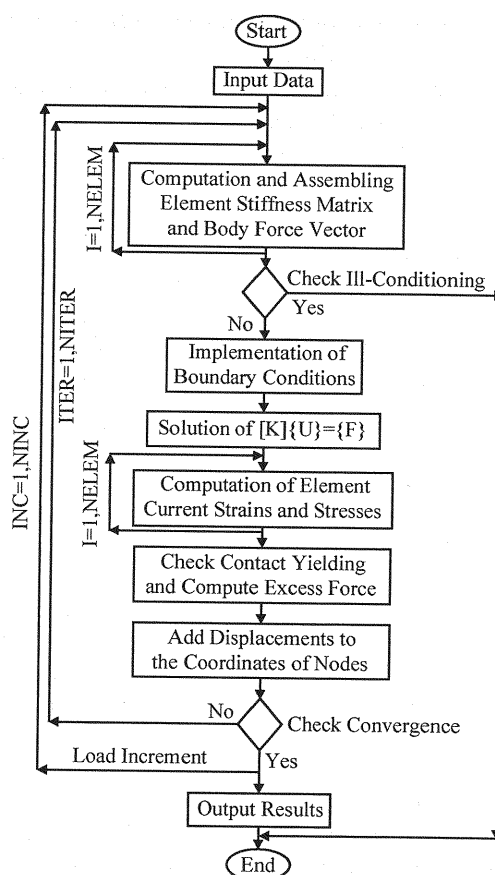 Start
Input Data
I=1,NELEM
Computation and Assembling
Element Stiffness Matrix
and Body Force Vector
Check Ill-Conditioning
Yes
No
Implementation of
Boundary Conditions
ITER=1,NITER
INC=1,NINC
Solution of [K]{U}={F}
I=1,NELEM
Computation of Element
Current Strains and Stresses
Check Contact Yielding
and Compute Excess Force
Add Displacements to
the Coordinates of Nodes
No
Check Convergence
Load Increment
Yes
Output Results
End